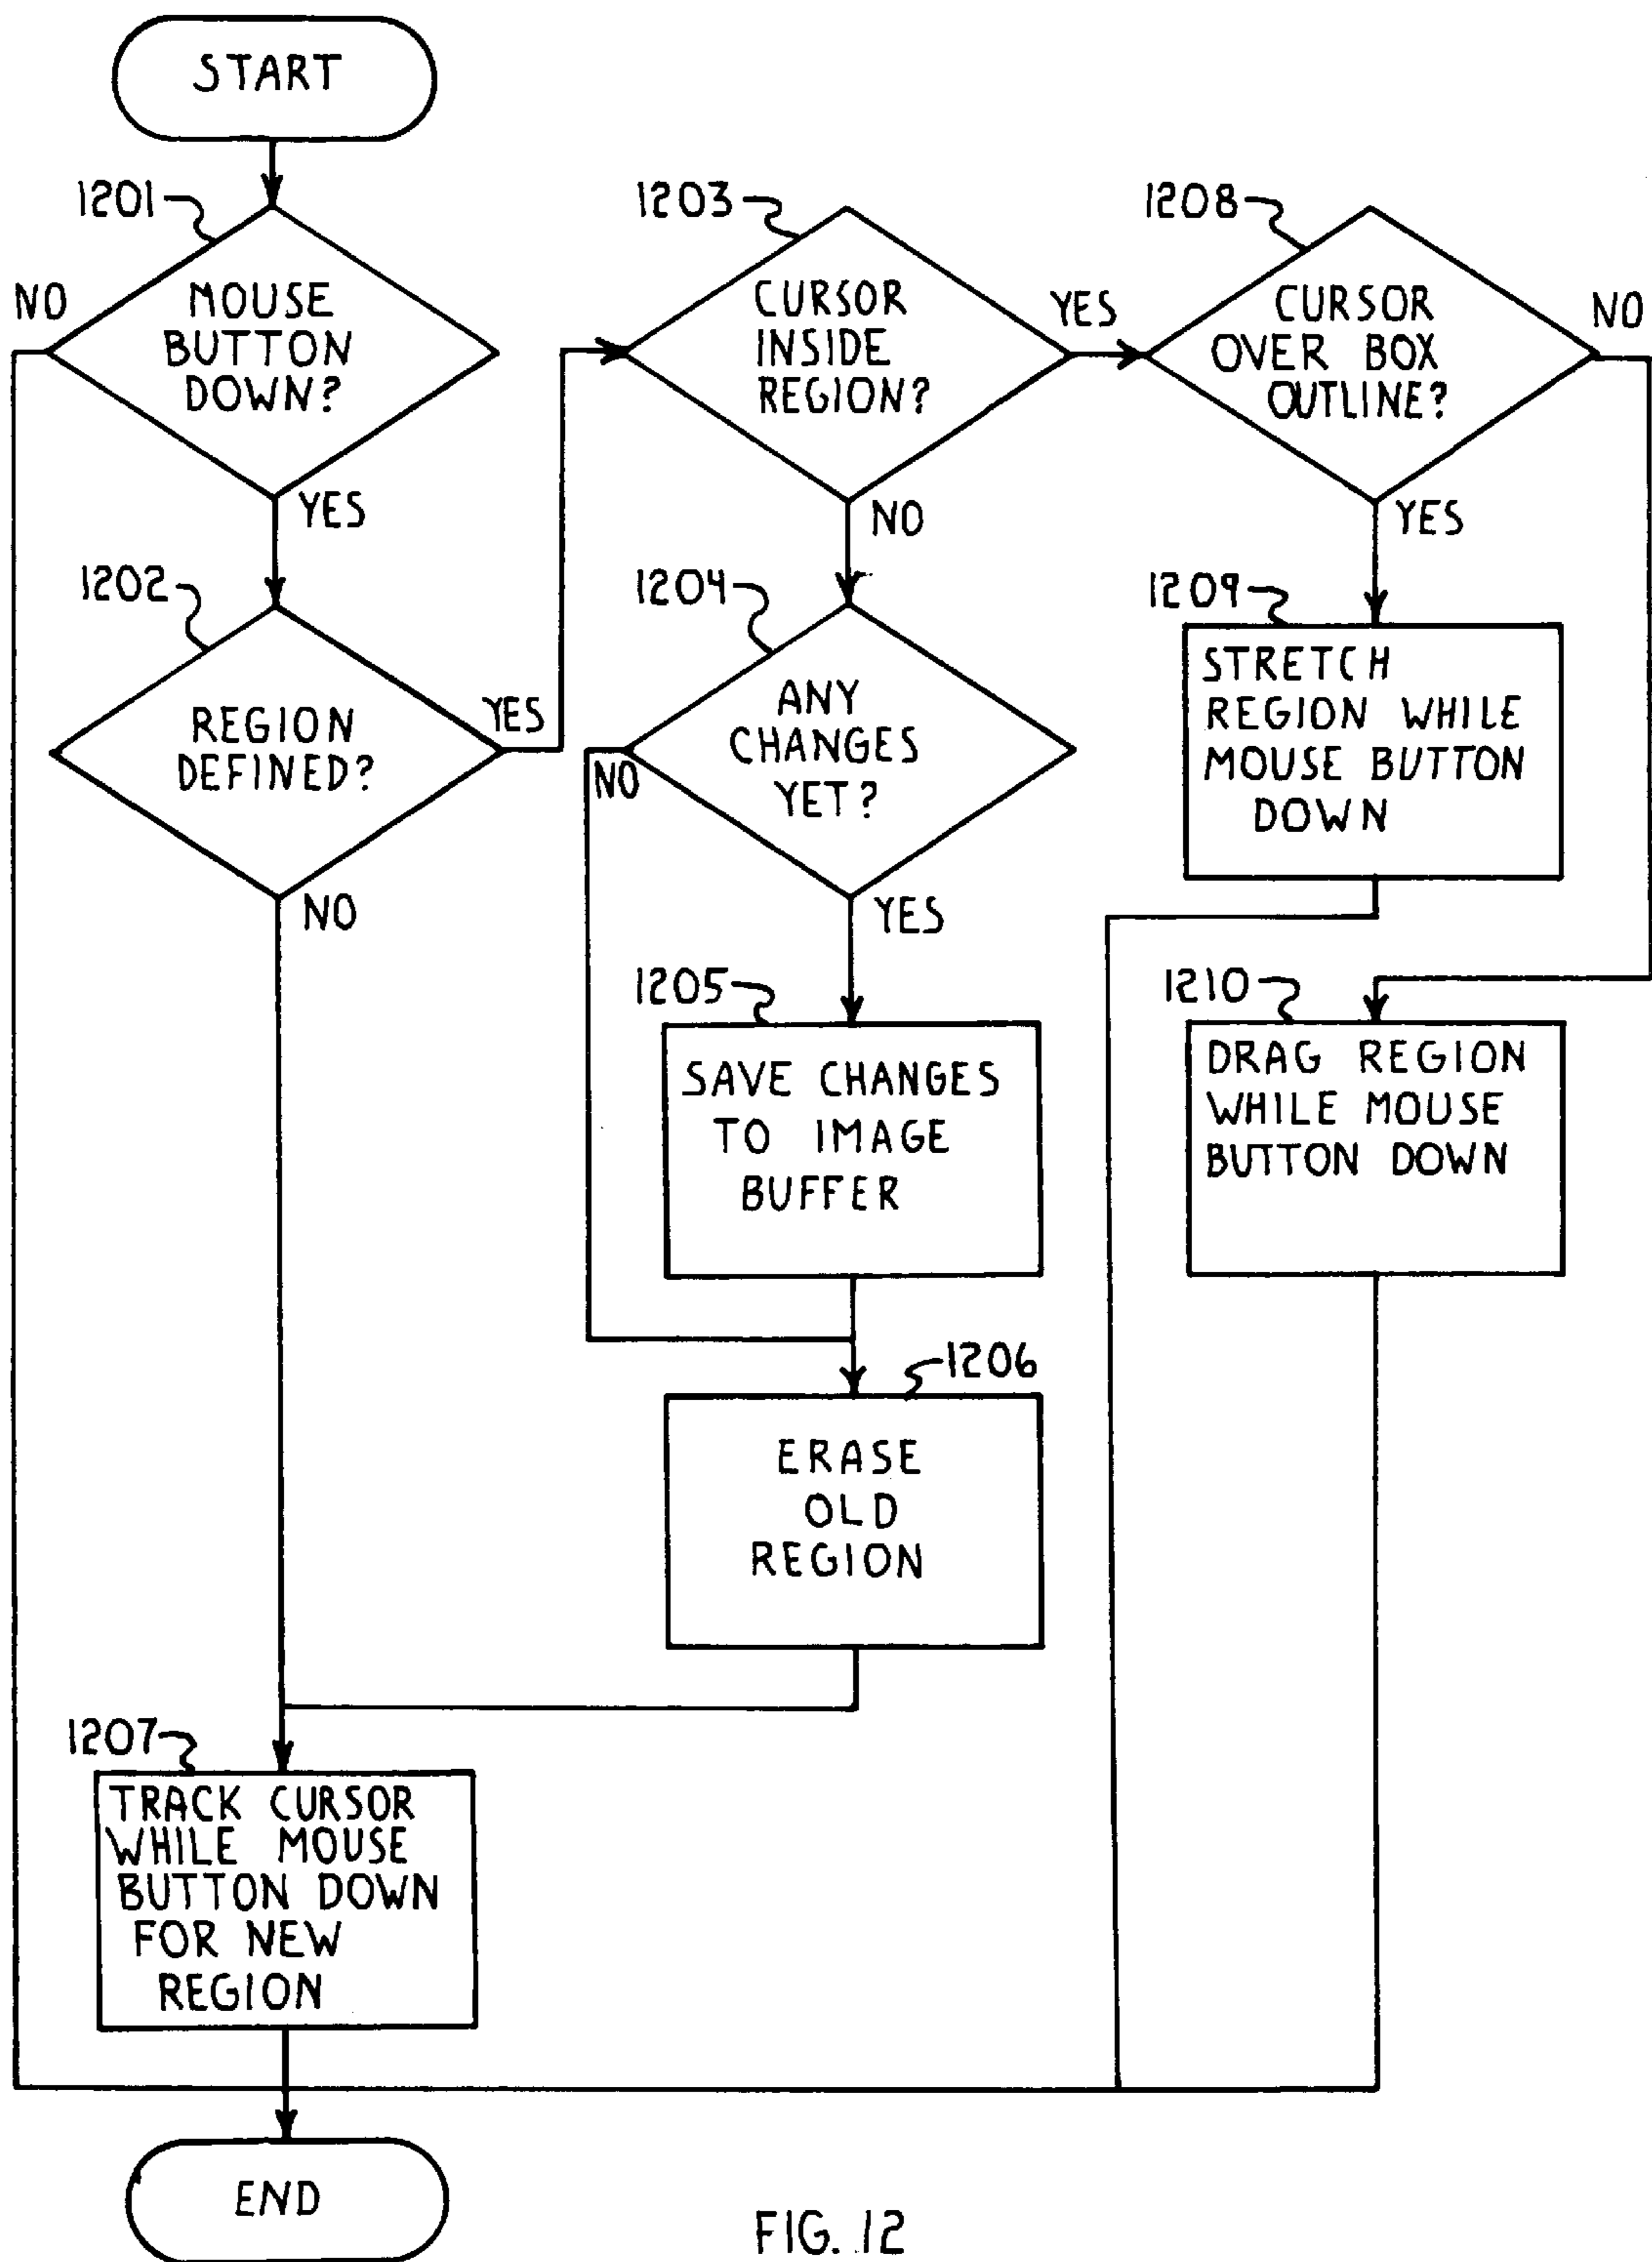 START
1201
NO
MOUSE
BUTTON
DOWN?
YES
1202
REGION
DEFINED?
YES
NO
1203
CURSOR
INSIDE
REGION?
YES
NO
1204
ANY
CHANGES
YET?
NO
YES
1205
SAVE CHANGES
TO IMAGE
BUFFER
1206
ERASE
OLD
REGION
1207
TRACK CURSOR
WHILE MOUSE
BUTTON DOWN
FOR NEW
REGION
1208
CURSOR
OVER BOX
OUTLINE?
NO
YES
1209
STRETCH
REGION WHILE
MOUSE BUTTON
DOWN
1210
DRAG REGION
WHILE MOUSE
BUTTON DOWN
END
FIG. 12